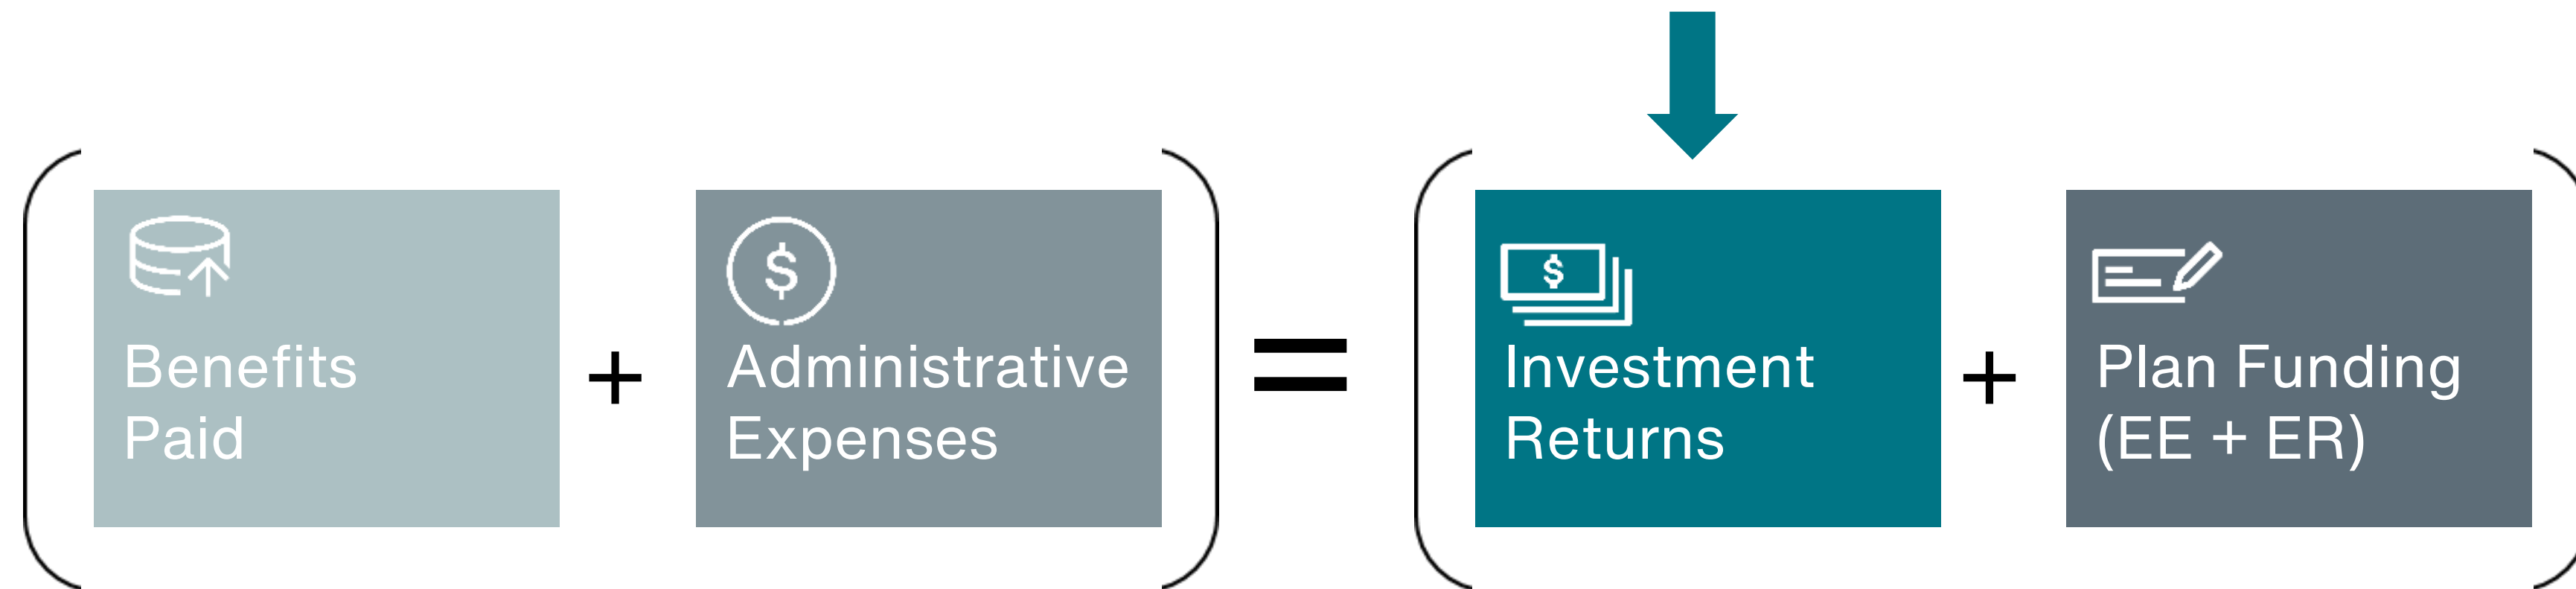 $
$
Benefits
Paid
+
Administrative
Expenses
=
Investment
Returns
+
Plan Funding
(EE + ER)